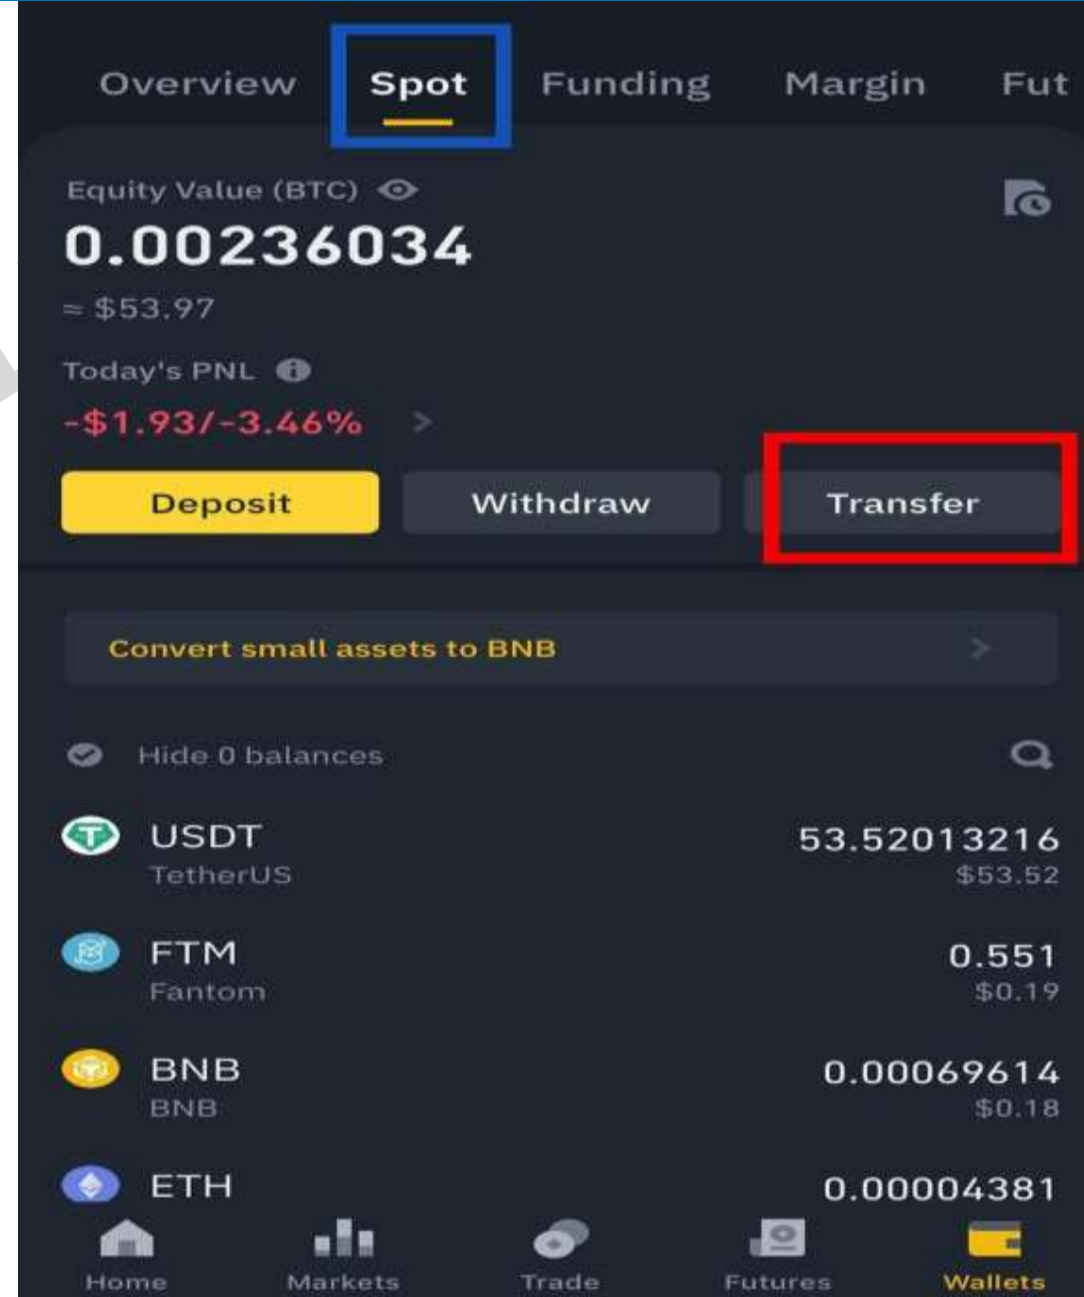 Overview Spot Funding Margin Fut
Equity Value (BTC)
0.00236034
≈ $53.97
Today's PNL
-$1.93/-3.46% >
Deposit Withdraw Transfer
Convert small assets to BNB >
Hide 0 balances
USDT 53.52013216
TetherUS $53.52
FTM 0.551
Fantom $0.19
BNB 0.00069614
BNB $0.18
ETH 0.00004381
Home Markets Trade Futures Wallets